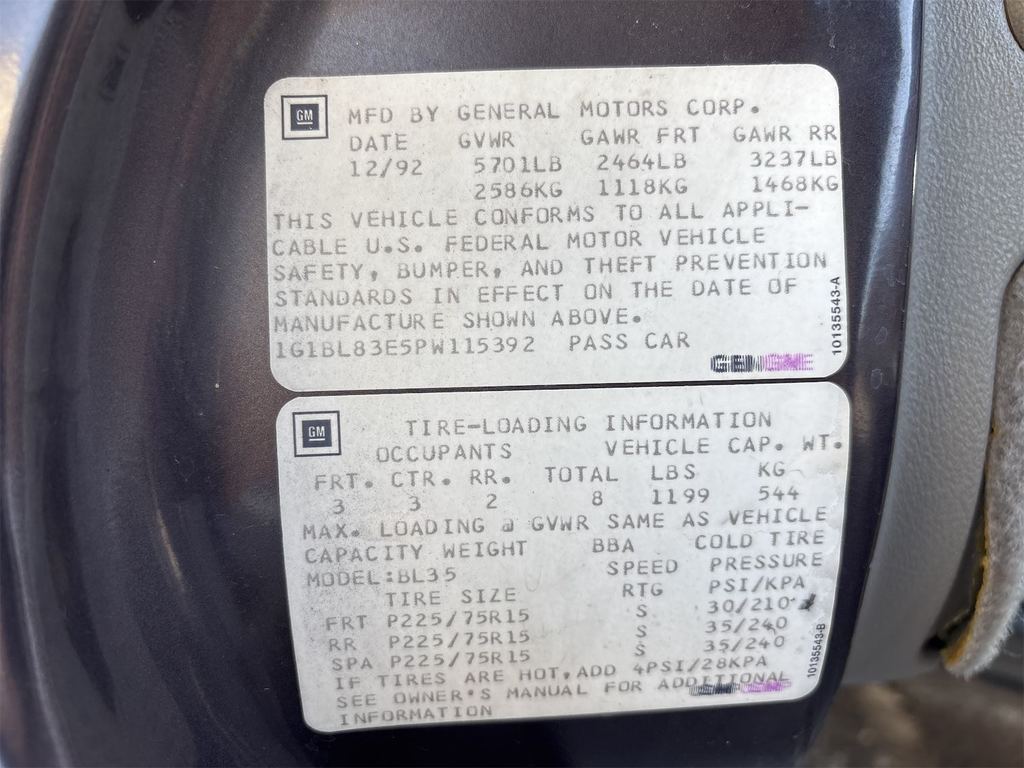 GM
MFD BY GENERAL MOTORS CORP.
DATE GVWR GAWR FRT GAWR RR
12/92 5701LB 2464LB 3237LB
2586KG 1118KG 1468KG
THIS VEHICLE CONFORMS TO ALL APPLI-
CABLE U.S. FEDERAL MOTOR VEHICLE
SAFETY, BUMPER, AND THEFT PREVENTION
STANDARDS IN EFFECT ON THE DATE OF
MANUFACTURE SHOWN ABOVE.
1G1BL83E5PW115392 PASS CAR
10135543-A
GM
TIRE-LOADING INFORMATION
OCCUPANTS VEHICLE CAP. WT.
FRT. CTR. RR. TOTAL LBS KG
3 3 2 8 1199 544
MAX. LOADING @ GVWR SAME AS VEHICLE
CAPACITY WEIGHT BBA COLD TIRE
MODEL:BL35 SPEED PRESSURE
TIRE SIZE RTG PSI/KPA
FRT P225/75R15 S 30/210
RR P225/75R15 S 35/240
SPA P225/75R15 S 35/240
IF TIRES ARE HOT, ADD 4PSI/28KPA
SEE OWNER'S MANUAL FOR ADDITIONAL
INFORMATION
10135543-B